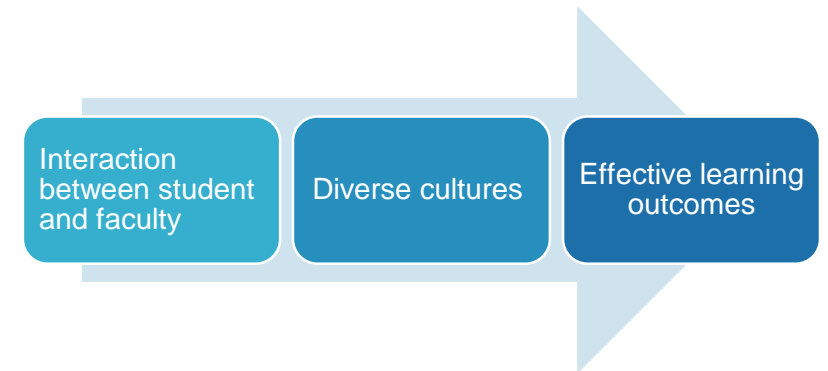 Interaction
between student
and faculty
Diverse cultures
Effective learning
outcomes